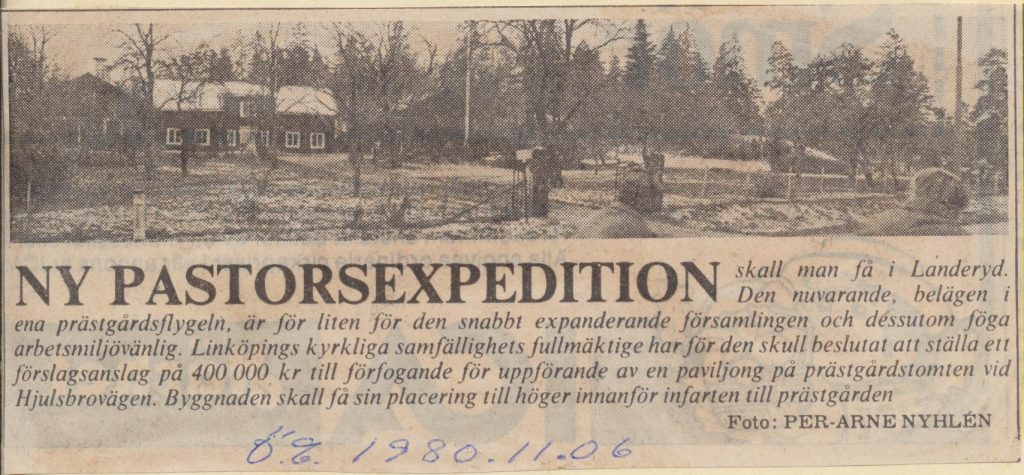 NY PASTORSEXPEDITION skall man få i Landeryd.
Den nuvarande, belägen i
ena prästgårdsflygeln, är för liten för den snabbt expanderande församlingen och déssutom föga
arbetsmiljövänlig. Linköpings kyrkliga samfällighets fullmäktige har för den skull beslutat att ställa ett
förslagsanslag på 400 000 kr till förfogande för uppförande av en paviljong på prästgårdstomten vid
Hjulsbrovägen. Byggnaden skall få sin placering till höger innanför infarten till prästgården
Foto: PER-ARNE NYHLÉN
1980.11.06